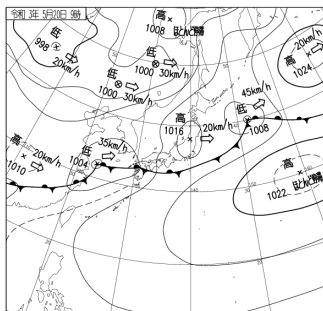 令和 3年 5月20日 9時
高
1008 ほとんど停滞
低
998
20km/h
低
1000 30km/h
低
1000 30km/h
高
20km/h
1024
45km/h
低
1008
高
1016
20km/h
35km/h
低
1004
高
20km/h
1010
高
1022 ほとんど停滞
140